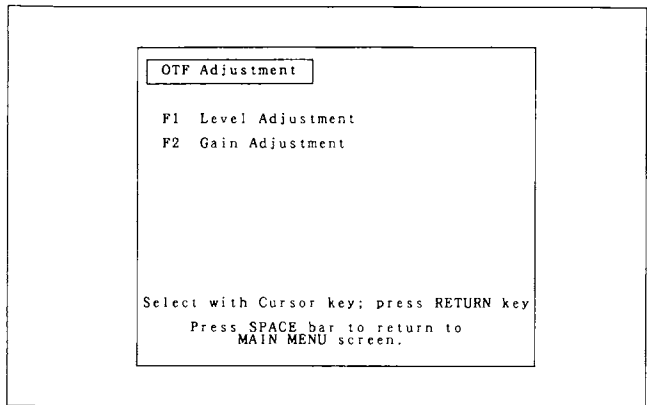 OTF Adjustment
F1 Level Adjustment
F2 Gain Adjustment
Select with Cursor key; press RETURN key
Press SPACE bar to return to
MAIN MENU screen.